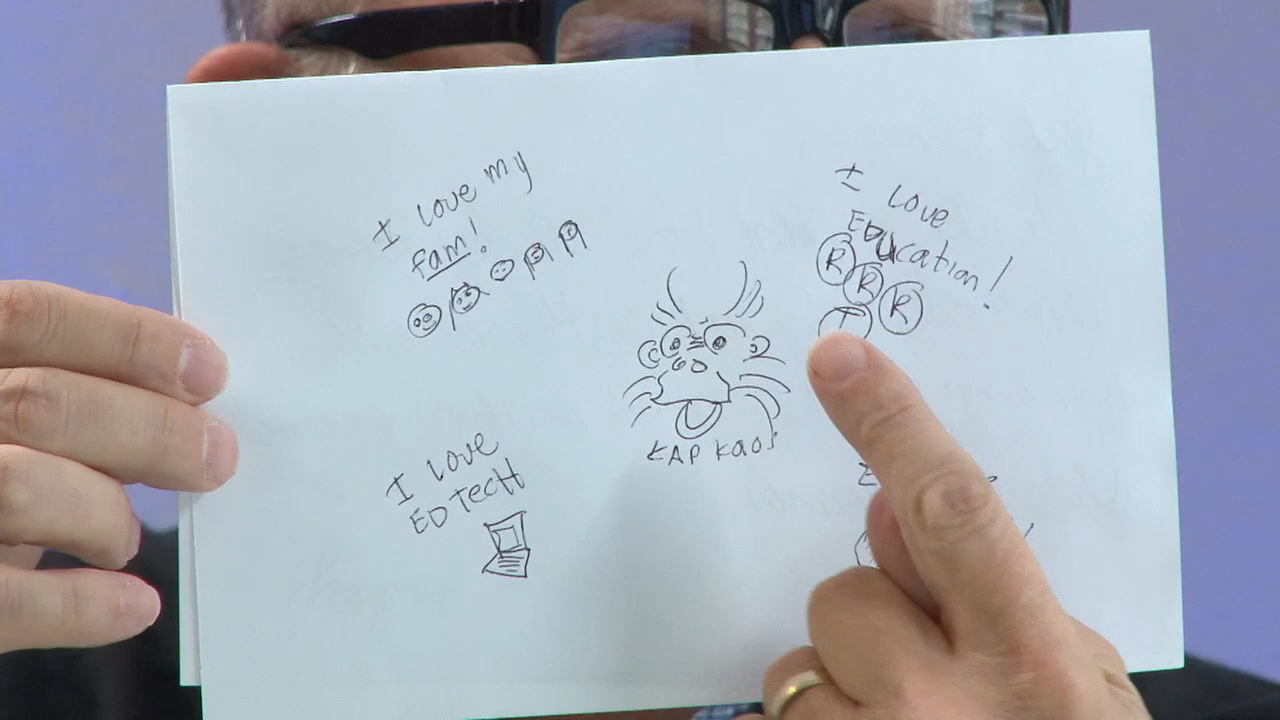 I Love my
fam!
I Love
EDucation!
R
R
R
T
KAP Kaos
I Love
ED TecH